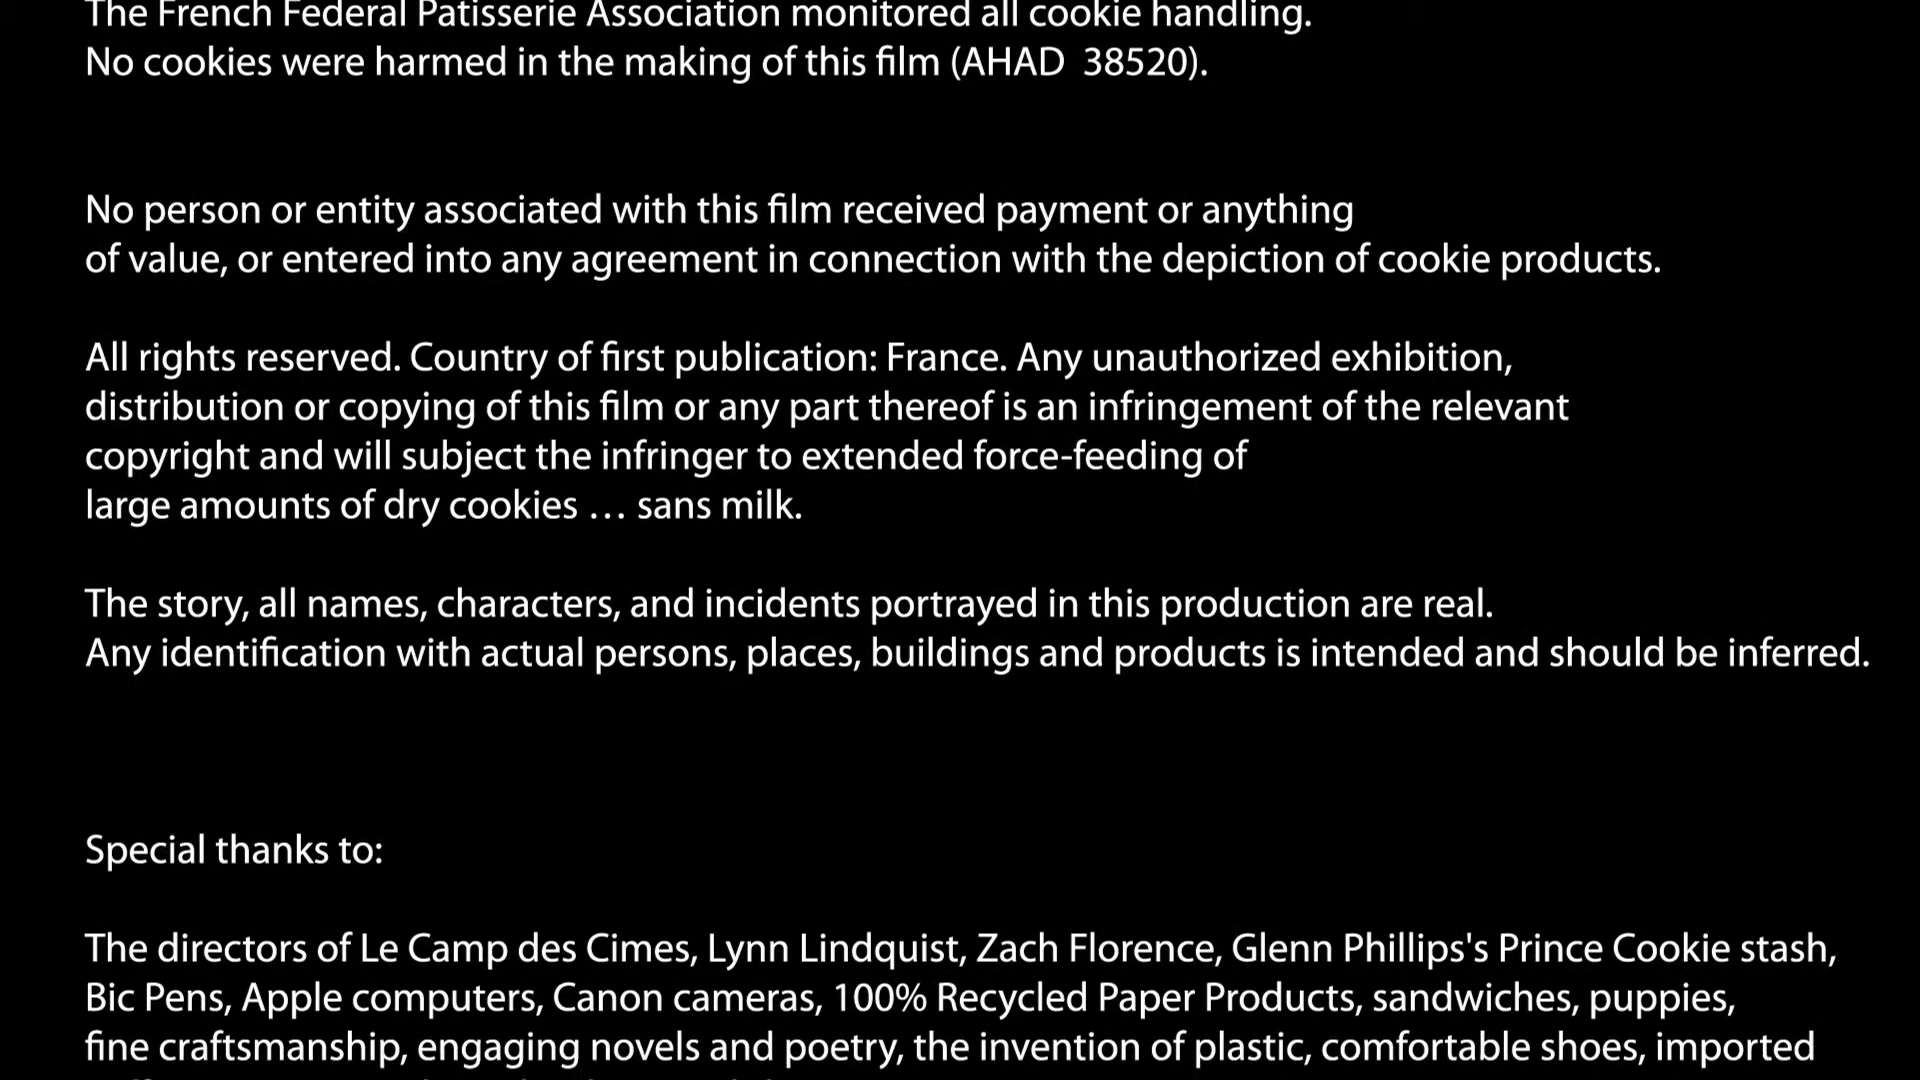 The French Federal Patisserie Association monitored all cookie handling.
No cookies were harmed in the making of this film (AHAD 38520).
No person or entity associated with this film received payment or anything
of value, or entered into any agreement in connection with the depiction of cookie products.
All rights reserved. Country of first publication: France. Any unauthorized exhibition,
distribution or copying of this film or any part thereof is an infringement of the relevant
copyright and will subject the infringer to extended force-feeding of
large amounts of dry cookies … sans milk.
The story, all names, characters, and incidents portrayed in this production are real.
Any identification with actual persons, places, buildings and products is intended and should be inferred.
Special thanks to:
The directors of Le Camp des Cimes, Lynn Lindquist, Zach Florence, Glenn Phillips's Prince Cookie stash,
Bic Pens, Apple computers, Canon cameras, 100% Recycled Paper Products, sandwiches, puppies,
fine craftsmanship, engaging novels and poetry, the invention of plastic, comfortable shoes, imported